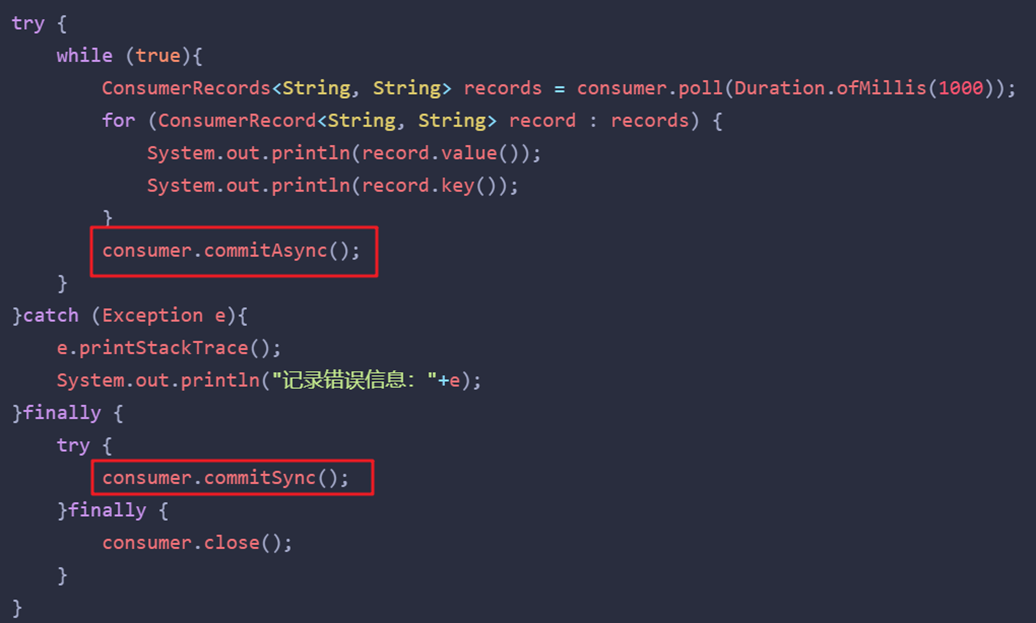 try {
    while (true){
        ConsumerRecords<String, String> records = consumer.poll(Duration.ofMillis(1000));
        for (ConsumerRecord<String, String> record : records) {
            System.out.println(record.value());
            System.out.println(record.key());
        }
        consumer.commitAsync();
    }
}catch (Exception e){
    e.printStackTrace();
    System.out.println("记录错误信息："+e);
}finally {
    try {
        consumer.commitSync();
    }finally {
        consumer.close();
    }
}